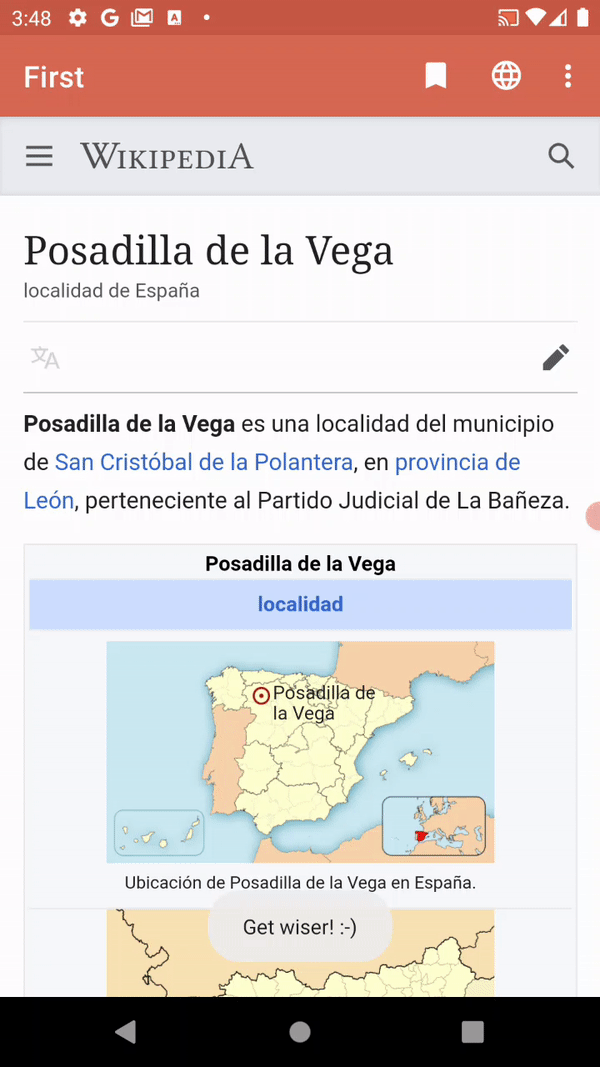 3:48
First
WIKIPEDIA
Posadilla de la Vega
localidad de España
Posadilla de la Vega es una localidad del municipio
de San Cristóbal de la Polantera, en provincia de
León, perteneciente al Partido Judicial de La Bañeza.
Posadilla de la Vega
localidad
Posadilla de
la Vega
Ubicación de Posadilla de la Vega en España.
Get wiser! :-)